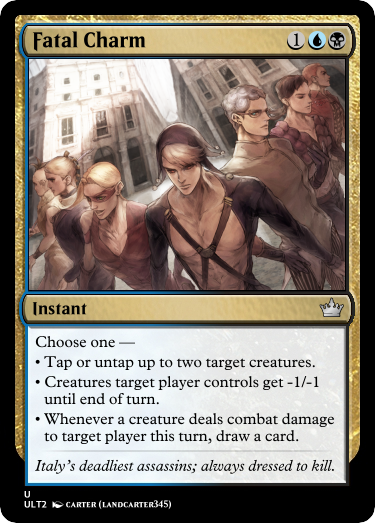 Fatal Charm 1
Instant
Choose one —
• Tap or untap up to two target creatures.
• Creatures target player controls get -1/-1
until end of turn.
• Whenever a creature deals combat damage
to target player this turn, draw a card.
Italy's deadliest assassins; always dressed to kill.
U
ULT2 CARTER (LANDCARTER345)